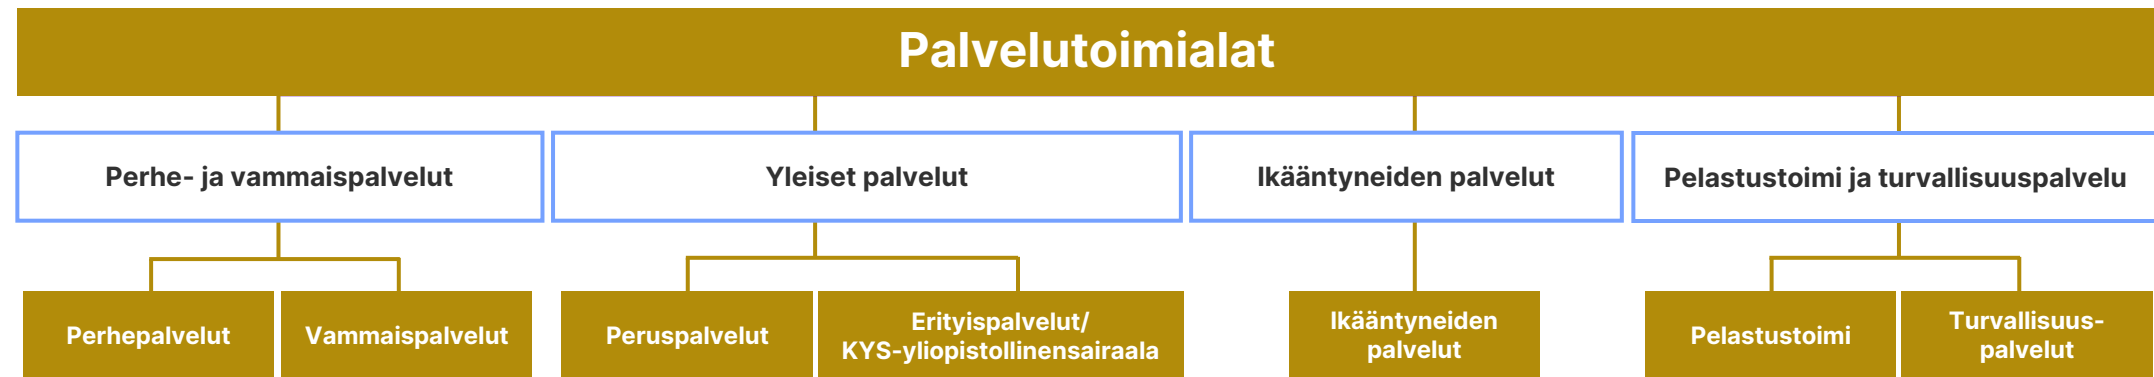 Palvelutoimialat
Perhe- ja vammaispalvelut
Yleiset palvelut
Ikääntyneiden palvelut
Pelastustoimi ja turvallisuuspalvelu
Perhepalvelut
Vammaispalvelut
Peruspalvelut
Erityispalvelut/
KYS-yliopistollinensairaala
Ikääntyneiden
palvelut
Pelastustoimi
Turvallisuus-
palvelut